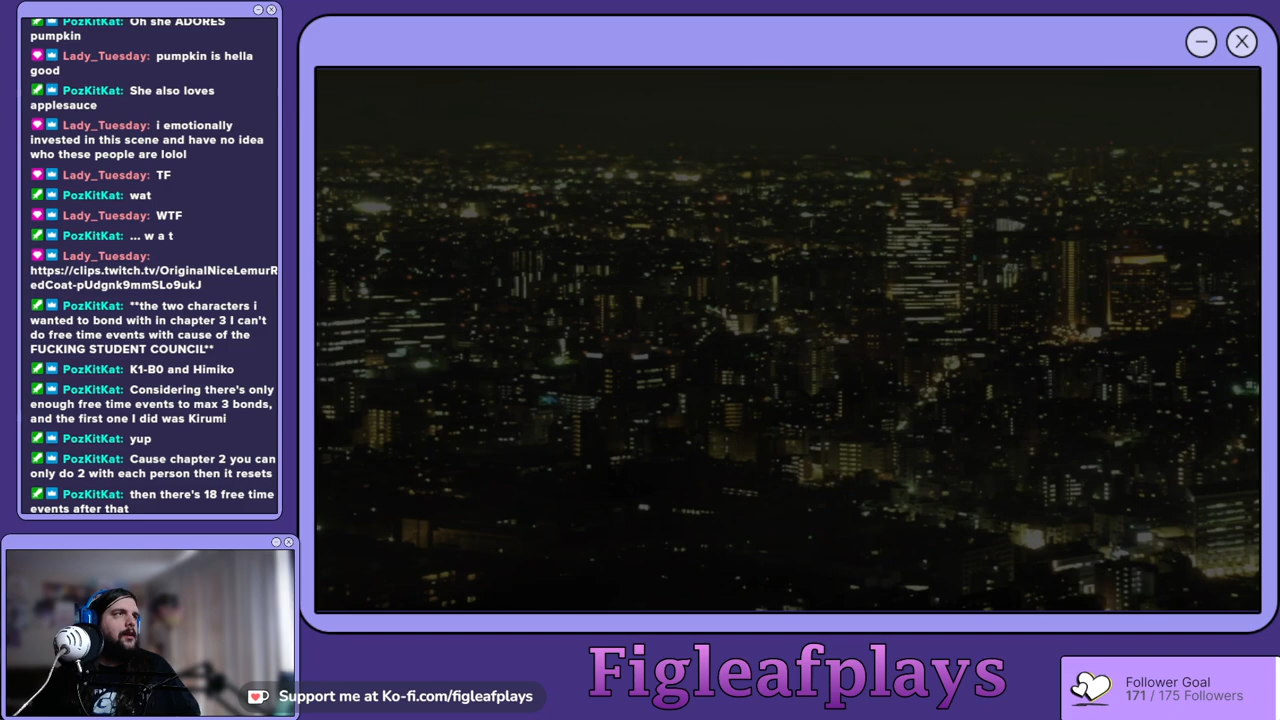 PozKitKat: Oh she ADORES
pumpkin
Lady_Tuesday: pumpkin is hella
good
PozKitKat: She also loves
applesauce
Lady_Tuesday: i emotionally
invested in this scene and have no idea
who these people are lolol
Lady_Tuesday: TF
PozKitKat: wat
Lady_Tuesday: WTF
PozKitKat: ... w a t
Lady_Tuesday:
https://clips.twitch.tv/OriginalNiceLemurR
edCoat-pUdgnk9mmSLo9ukJ
PozKitKat: **the two characters i
wanted to bond with in chapter 3 I can't
do free time events with cause of the
FUCKING STUDENT COUNCIL**
PozKitKat: K1-B0 and Himiko
PozKitKat: Considering there's only
enough free time events to max 3 bonds,
and the first one I did was Kirumi
PozKitKat: yup
PozKitKat: Cause chapter 2 you can
only do 2 with each person then it resets
PozKitKat: then there's 18 free time
events after that
Support me at Ko-fi.com/figleafplays
Figleafplays
Follower Goal
171 / 175 Followers